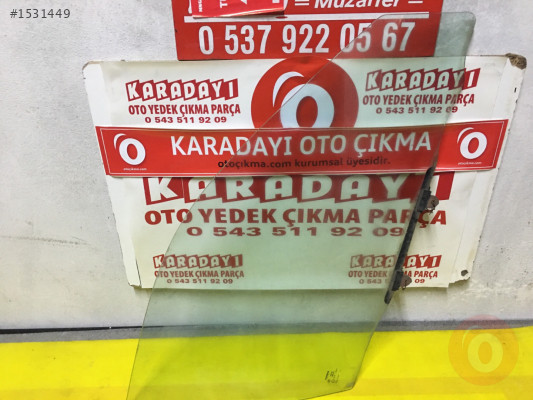 #1531449
Muzaffer
0 537 922 05 67
KARADAYI
OTO YEDEK ÇIKMA PARÇA
0 543 511 92 09
KARADAYI
OTO YEDEK ÇIKMA PARÇA
0 543 511 92 09
KARADAYI OTO ÇIKMA
otoçıkma.com kurumsal üyesidir.
KARADAYI
OTO YEDEK ÇIKMA PARÇA
0 543 511 92 09
KARADAYI
OTO YEDEK ÇIKMA PARÇA
0 543 511 92 09
KARADAYI
OTO YEDEK ÇIKMA PARÇA
0 543 511 92 09